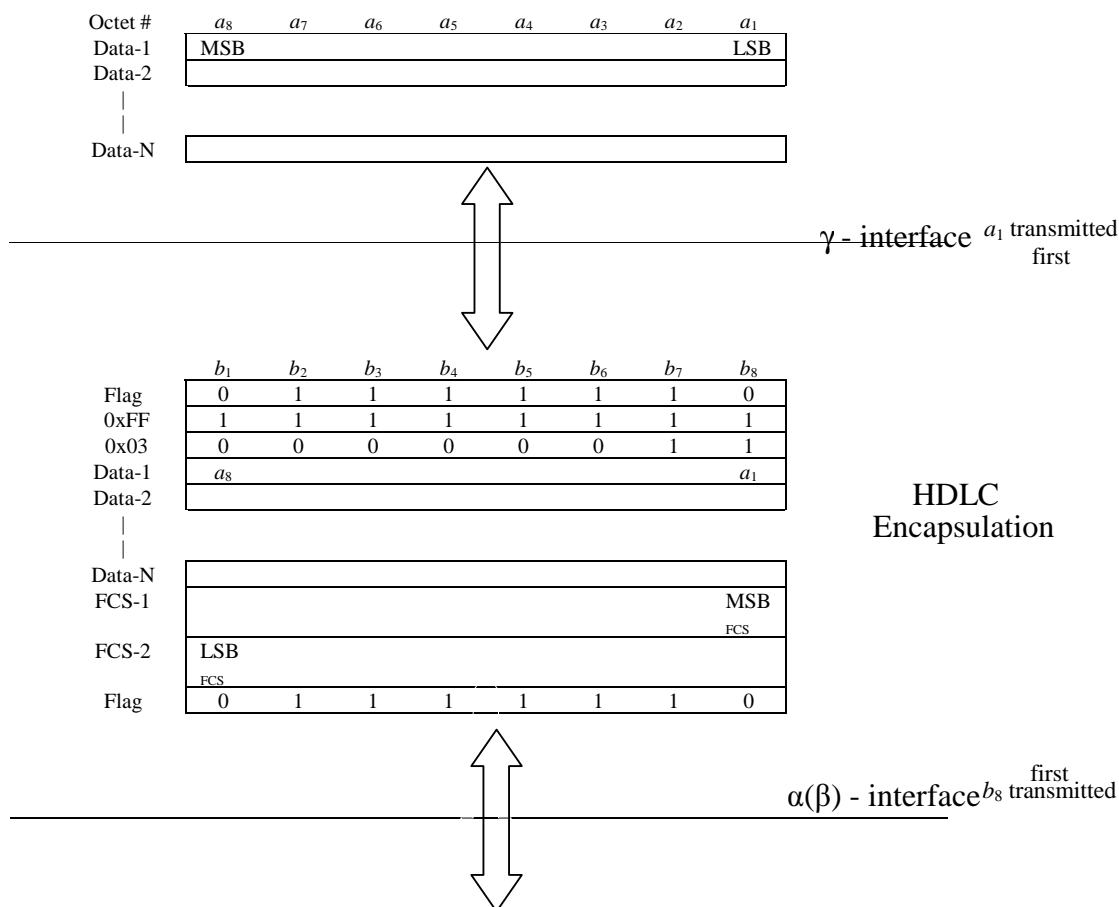 Octet # a8 a7 a6 a5 a4 a3 a2 a1
Data-1 MSB LSB
Data-2
|
|
Data-N
γ - interface a1 transmitted
first
b1 b2 b3 b4 b5 b6 b7 b8
Flag 0 1 1 1 1 1 1 0
0xFF 1 1 1 1 1 1 1 1
0x03 0 0 0 0 0 0 1 1
Data-1 a8 a1
Data-2
|
|
HDLC
Encapsulation
Data-N
FCS-1 MSB
FCS
FCS-2 LSB
FCS
Flag 0 1 1 1 1 1 1 0
first
α(β) - interface b8 transmitted